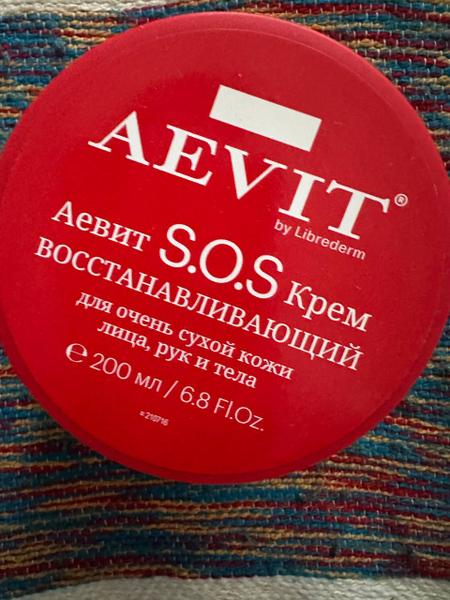 AEVIT®
by Librederm
Аевит S.O.S Крем
ВОССТАНАВЛИВАЮЩИЙ
для очень сухой кожи
лица, рук и тела
℮ 200 мл / 6.8 Fl.Oz.
≤ 210716